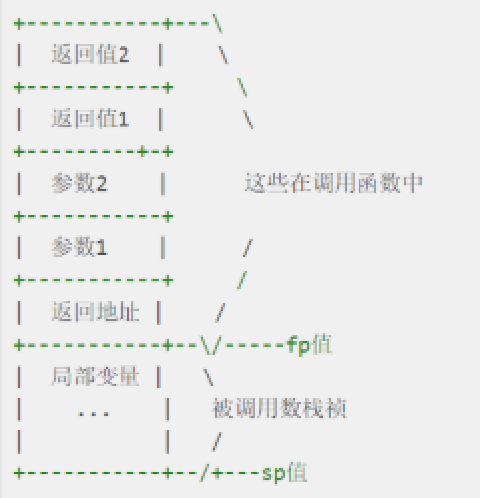 +-----------+---\
|  返回值2  |    \
+-----------+     \
|  返回值1  |      \
+---------+-+
|  参数2    |      这些在调用函数中
+-----------+
|  参数1    |      /
+-----------+     /
|  返回地址 |    /
+-----------+--\/-----fp值
|  局部变量 |   \
|    ...    |   被调用数栈祯
|           |   /
+-----------+--/+---sp值